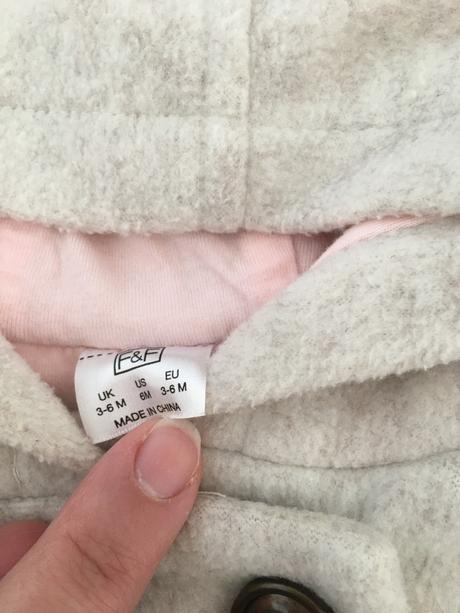 F&F
UK US EU
3-6 M 6M 3-6 M
MADE IN CHINA